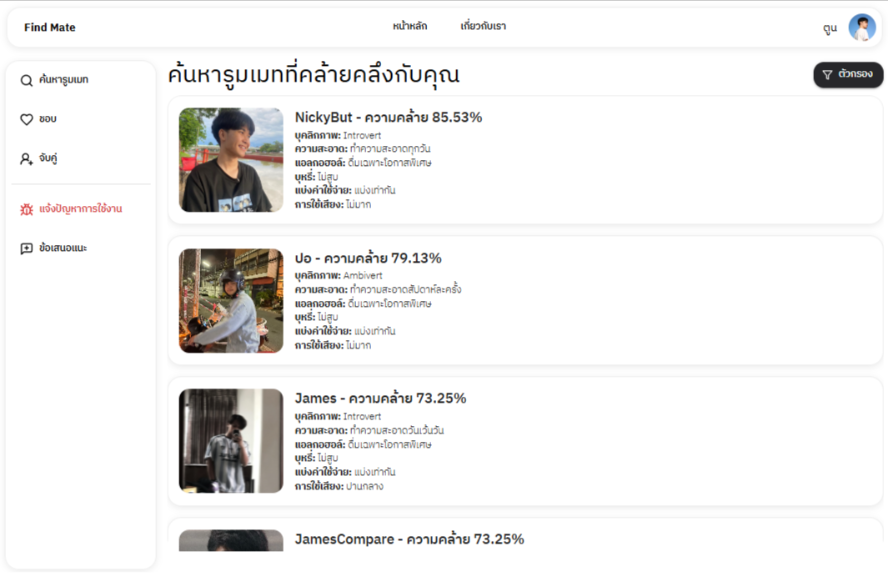 Find Mate
หน้าหลัก
เกี่ยวกับเรา
ตูน
ค้นหารูมเมท
ชอบ
จับคู่
แจ้งปัญหาการใช้งาน
ข้อเสนอแนะ
ค้นหารูมเมทที่คล้ายคลึงกับคุณ
ตัวกรอง
NickyBut - ความคล้าย 85.53%
บุคลิกภาพ: Introvert
ความสะอาด: ทำความสะอาดทุกวัน
แอลกอฮอล์: ดื่มเฉพาะโอกาสพิเศษ
บุหรี่: ไม่สูบ
แบ่งค่าใช้จ่าย: แบ่งเท่ากัน
การใช้เสียง: ไม่มาก
ปอ - ความคล้าย 79.13%
บุคลิกภาพ: Ambivert
ความสะอาด: ทำความสะอาดสัปดาห์ละครั้ง
แอลกอฮอล์: ดื่มเฉพาะโอกาสพิเศษ
บุหรี่: ไม่สูบ
แบ่งค่าใช้จ่าย: แบ่งเท่ากัน
การใช้เสียง: ไม่มาก
James - ความคล้าย 73.25%
บุคลิกภาพ: Introvert
ความสะอาด: ทำความสะอาดวันเว้นวัน
แอลกอฮอล์: ดื่มเฉพาะโอกาสพิเศษ
บุหรี่: ไม่สูบ
แบ่งค่าใช้จ่าย: แบ่งเท่ากัน
การใช้เสียง: ปานกลาง
JamesCompare - ความคล้าย 73.25%